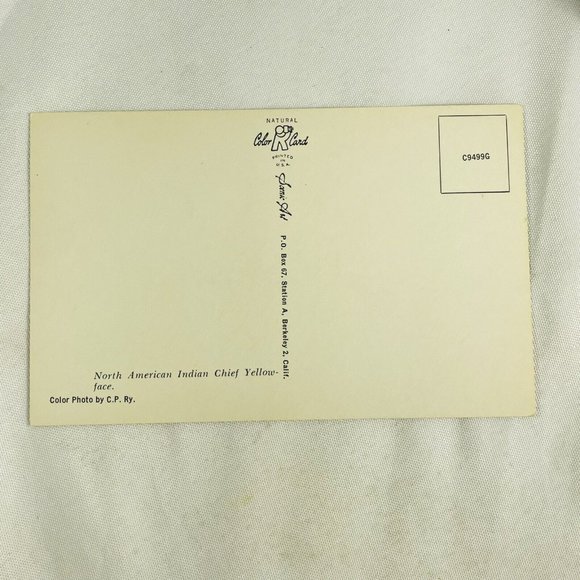 NATURAL
Color Card
PRINTED
IN
U.S.A.
Scenic Art
P.O. Box 67, Station A, Berkeley 2, Calif.
C9499G
North American Indian Chief Yellow-
face.
Color Photo by C.P. Ry.